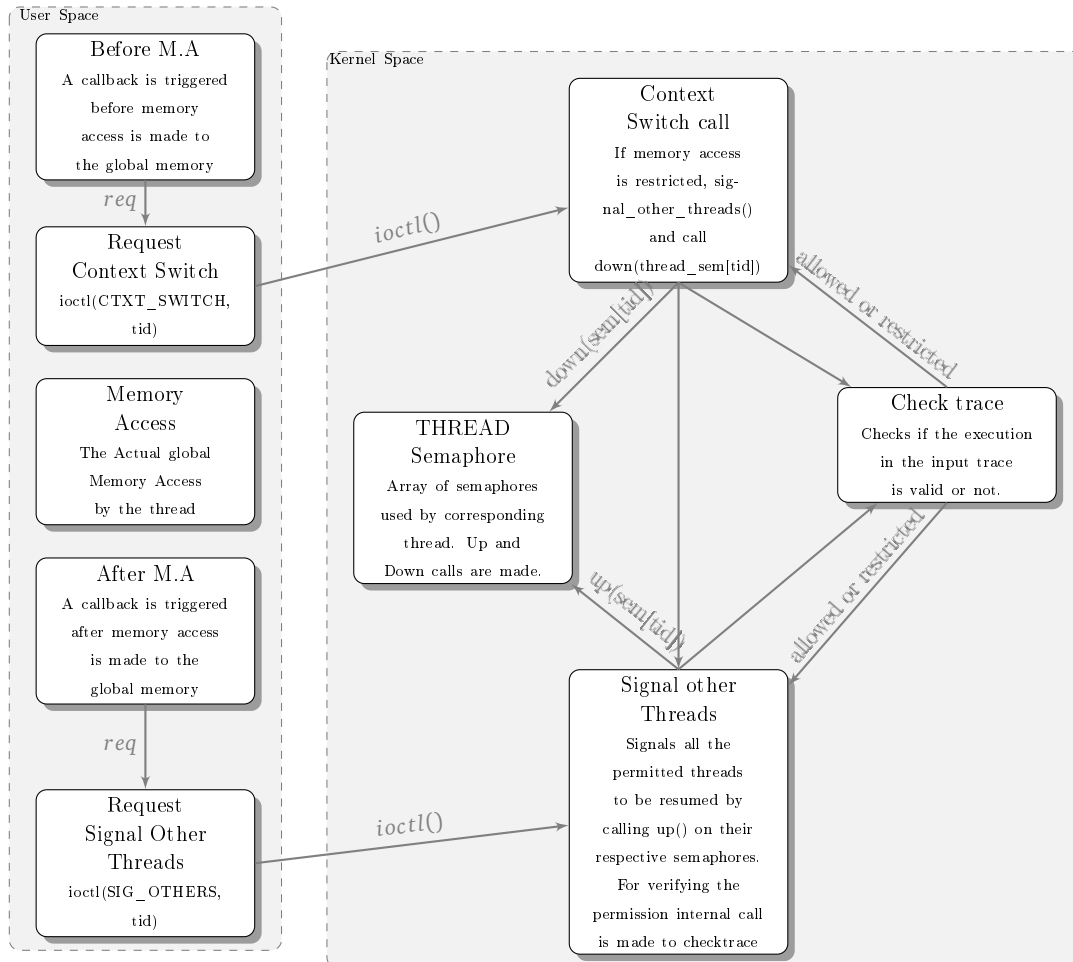 User Space
Before M.A
A callback is triggered
before memory
access is made to
the global memory
req
Request
Context Switch
ioctl(CTXT_SWITCH,
tid)
Memory
Access
The Actual global
Memory Access
by the thread
After M.A
A callback is triggered
after memory access
is made to the
global memory
req
Request
Signal Other
Threads
ioctl(SIG_OTHERS,
tid)
ioctl()
ioctl()
Kernel Space
Context
Switch call
If memory access
is restricted, sig-
nal_other_threads()
and call
down(thread_sem[tid])
down(sem[tid])
allowed or restricted
THREAD
Semaphore
Array of semaphores
used by corresponding
thread. Up and
Down calls are made.
Check trace
Checks if the execution
in the input trace
is valid or not.
up(sem[tid])
allowed or restricted
Signal other
Threads
Signals all the
permitted threads
to be resumed by
calling up() on their
respective semaphores.
For verifying the
permission internal call
is made to checktrace